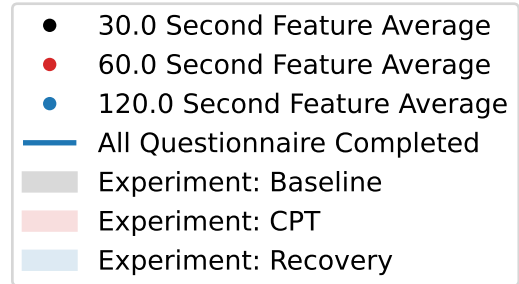 30.0 Second Feature Average
60.0 Second Feature Average
120.0 Second Feature Average
All Questionnaire Completed
Experiment: Baseline
Experiment: CPT
Experiment: Recovery